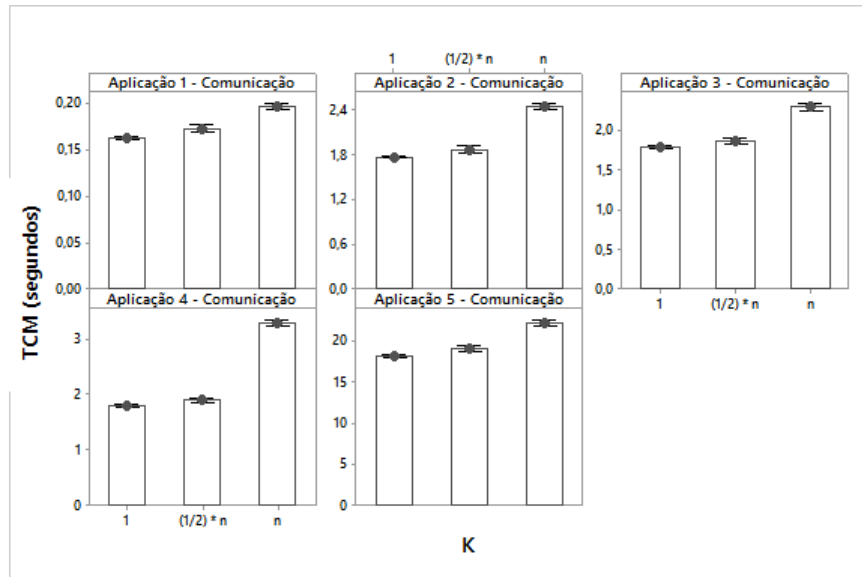 1 (1/2) * n n
Aplicação 1 - Comunicação
Aplicação 2 - Comunicação
Aplicação 3 - Comunicação
0,20
0,15
0,10
0,05
0,00
2,4
1,8
1,2
0,6
0,0
2,0
1,5
1,0
0,5
0,0
1 (1/2) * n n
TCM (segundos)
Aplicação 4 - Comunicação
Aplicação 5 - Comunicação
3
2
1
0
20
15
10
5
0
1 (1/2) * n n
K